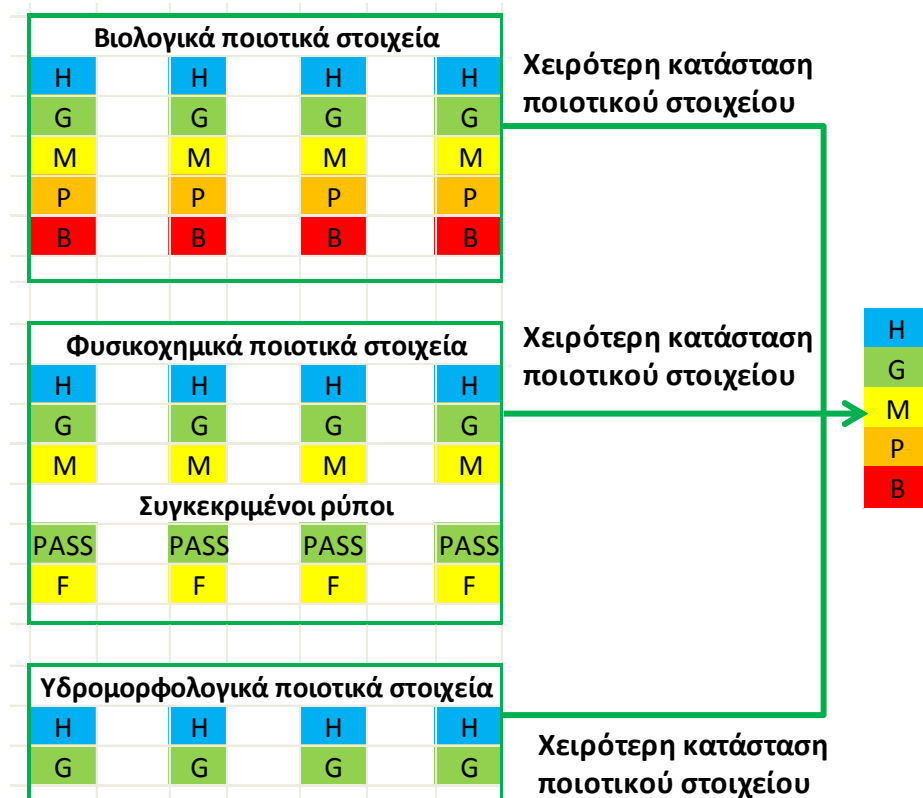 Βιολογικά ποιοτικά στοιχεία
H H H H
G G G G
M M M M
P P P P
B B B B
Χειρότερη κατάσταση
ποιοτικού στοιχείου
Φυσικοχημικά ποιοτικά στοιχεία
H H H H
G G G G
M M M M
Συγκεκριμένοι ρύποι
PASS PASS PASS PASS
F F F F
Χειρότερη κατάσταση
ποιοτικού στοιχείου
H
G
M
P
B
Υδρομορφολογικά ποιοτικά στοιχεία
H H H H
G G G G
Χειρότερη κατάσταση
ποιοτικού στοιχείου